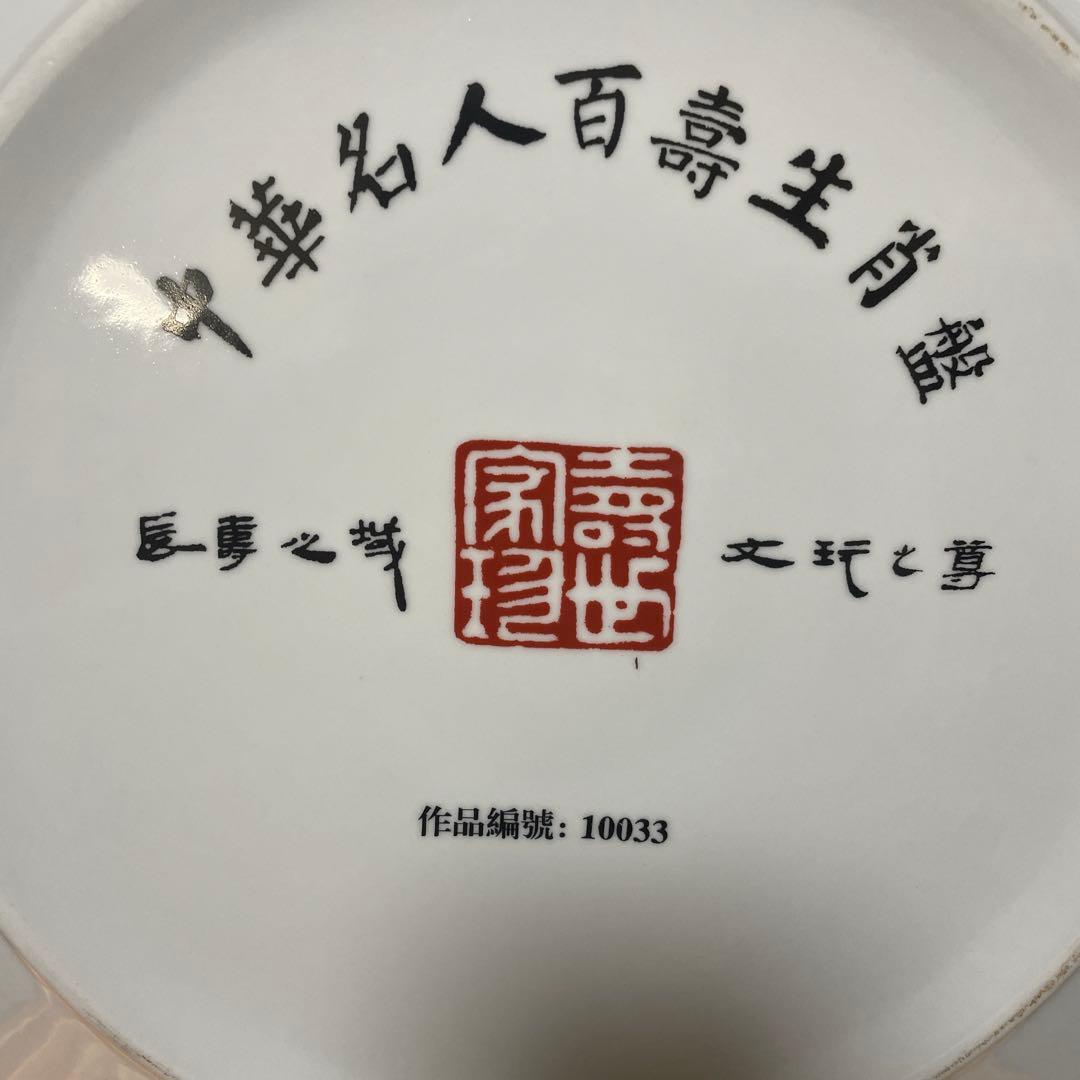 中華名人百壽生肖盤
長壽之域
壽世家珍
文玩之尊
作品編號: 10033